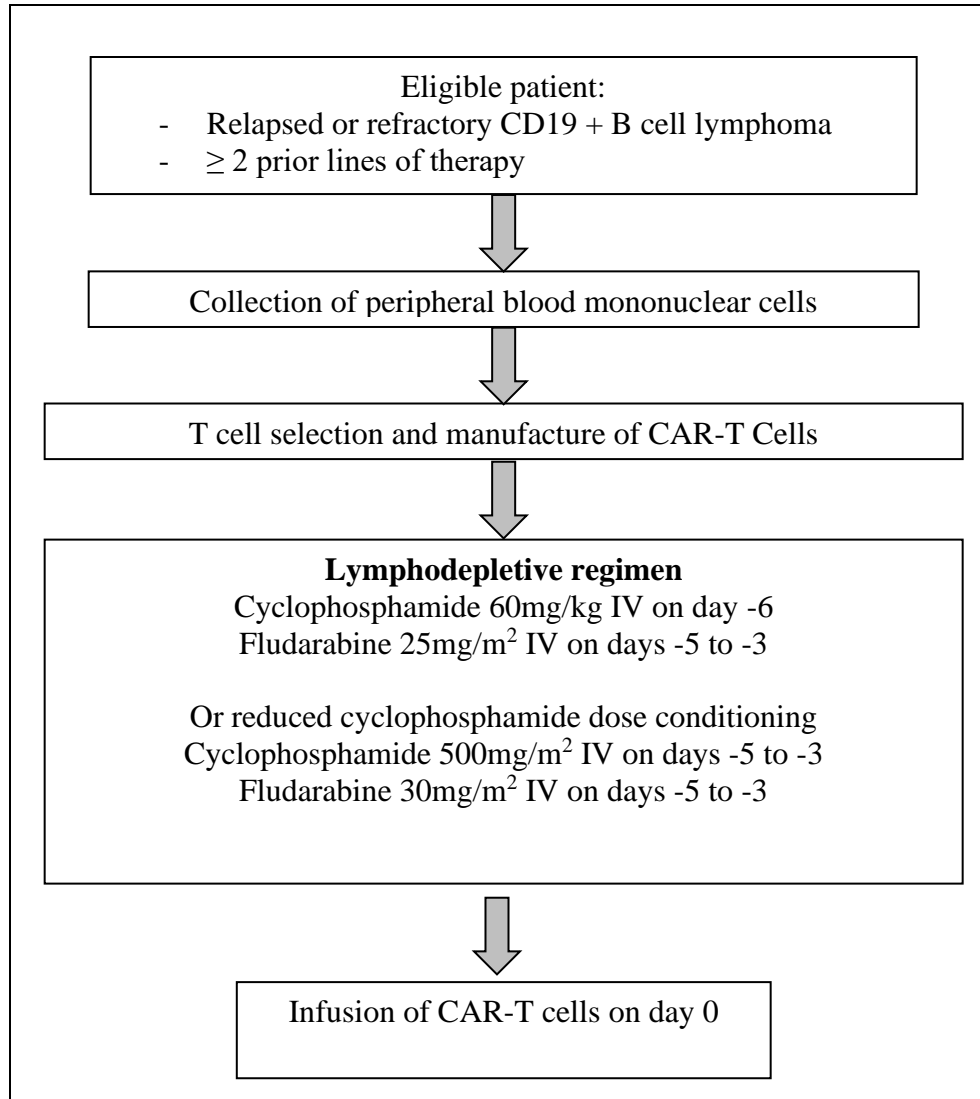 Eligible patient:
- Relapsed or refractory CD19 + B cell lymphoma
- ≥ 2 prior lines of therapy
Collection of peripheral blood mononuclear cells
T cell selection and manufacture of CAR-T Cells
Lymphodepletive regimen
Cyclophosphamide 60mg/kg IV on day -6
Fludarabine 25mg/m² IV on days -5 to -3
Or reduced cyclophosphamide dose conditioning
Cyclophosphamide 500mg/m² IV on days -5 to -3
Fludarabine 30mg/m² IV on days -5 to -3
Infusion of CAR-T cells on day 0